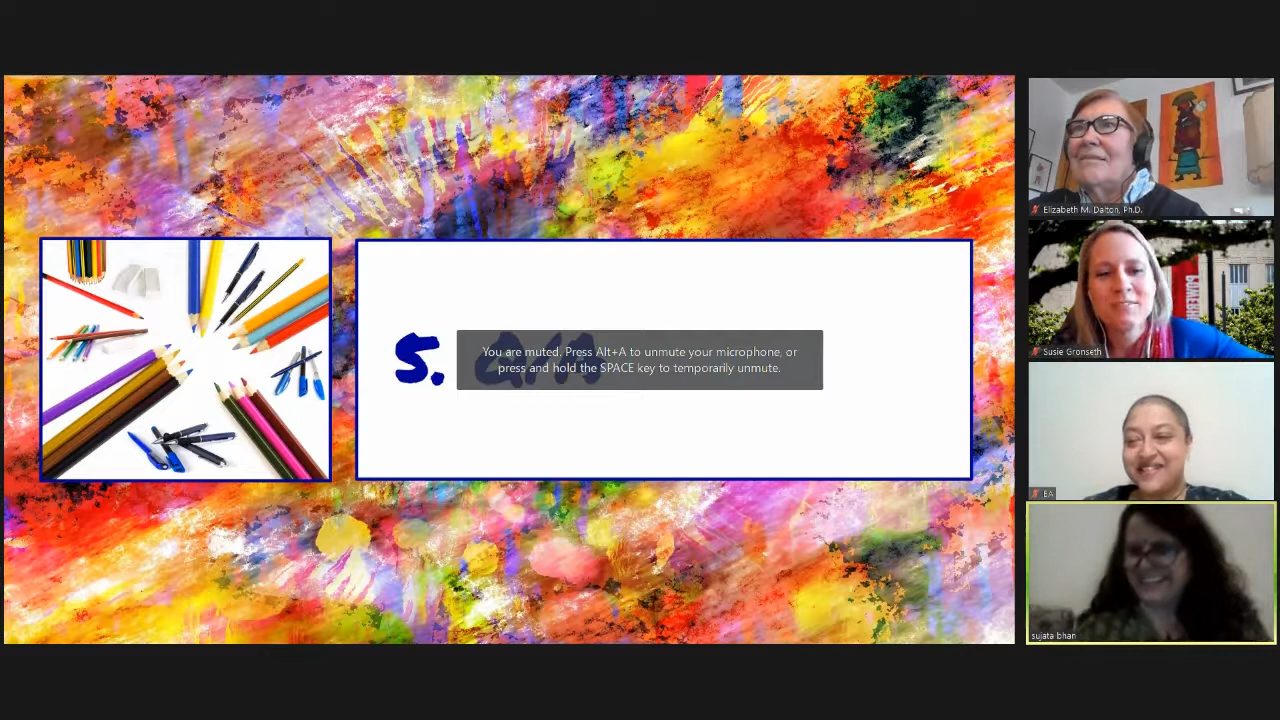 5. am
You are muted. Press Alt+A to unmute your microphone, or
press and hold the SPACE key to temporarily unmute.
Elizabeth M. Dalton, Ph.D.
Susie Gronseth
EA
sujata bhan